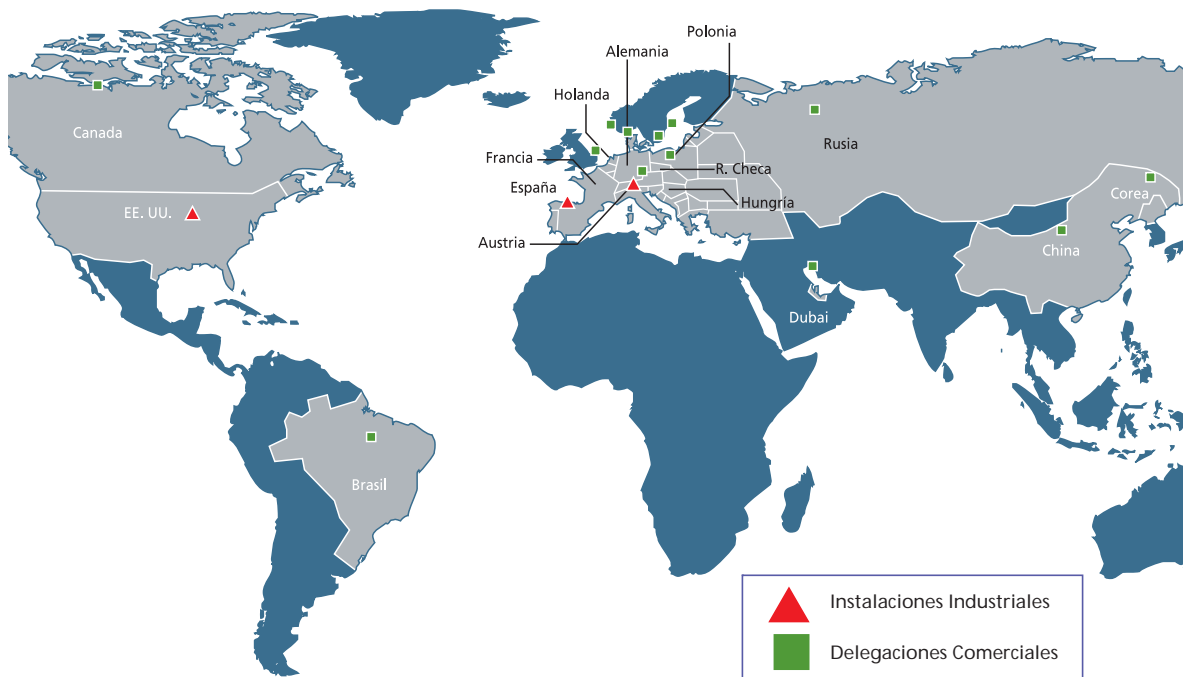 Polonia
Alemania
Holanda
Canada
Rusia
Francia
R. Checa
España
Corea
Hungría
EE. UU.
Austria
China
Dubai
Brasil
Instalaciones Industriales
Delegaciones Comerciales